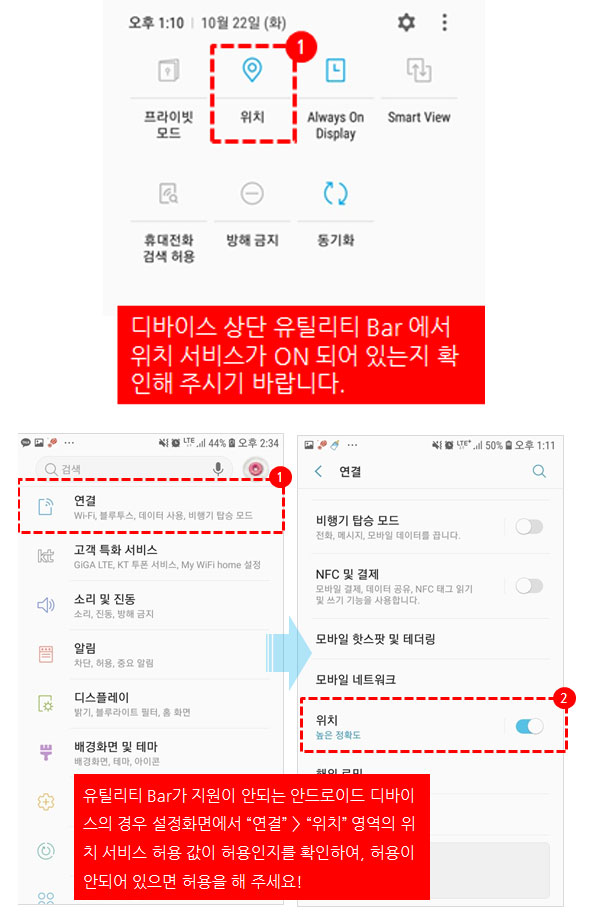 오후 1:10 | 10월 22일 (화)
1
프라이빗
모드
위치
Always On
Display
Smart View
휴대전화
검색 허용
방해 금지
동기화
디바이스 상단 유틸리티 Bar 에서
위치 서비스가 ON 되어 있는지 확
인해 주시기 바랍니다.
LTE 44% 오후 2:34
검색
1
연결
Wi-Fi, 블루투스, 데이터 사용, 비행기 탑승 모드
kt
고객 특화 서비스
GiGA LTE, KT 투폰 서비스, My WiFi home 설정
소리 및 진동
소리, 진동, 방해 금지
알림
차단, 허용, 중요 알림
디스플레이
밝기, 블루라이트 필터, 홈 화면
배경화면 및 테마
배경화면, 테마, 아이콘
LTE+ 50% 오후 1:11
연결
비행기 탑승 모드
전화, 메시지, 모바일 데이터를 끕니다.
NFC 및 결제
모바일 결제, 데이터 공유, NFC 태그 읽기
및 쓰기 기능을 사용합니다.
모바일 핫스팟 및 테더링
모바일 네트워크
2
위치
높은 정확도
해외 로밍
유틸리티 Bar가 지원이 안되는 안드로이드 디바이
스의 경우 설정화면에서 “연결” > “위치” 영역의 위
치 서비스 허용 값이 허용인지를 확인하여, 허용이
안되어 있으면 허용을 해 주세요!